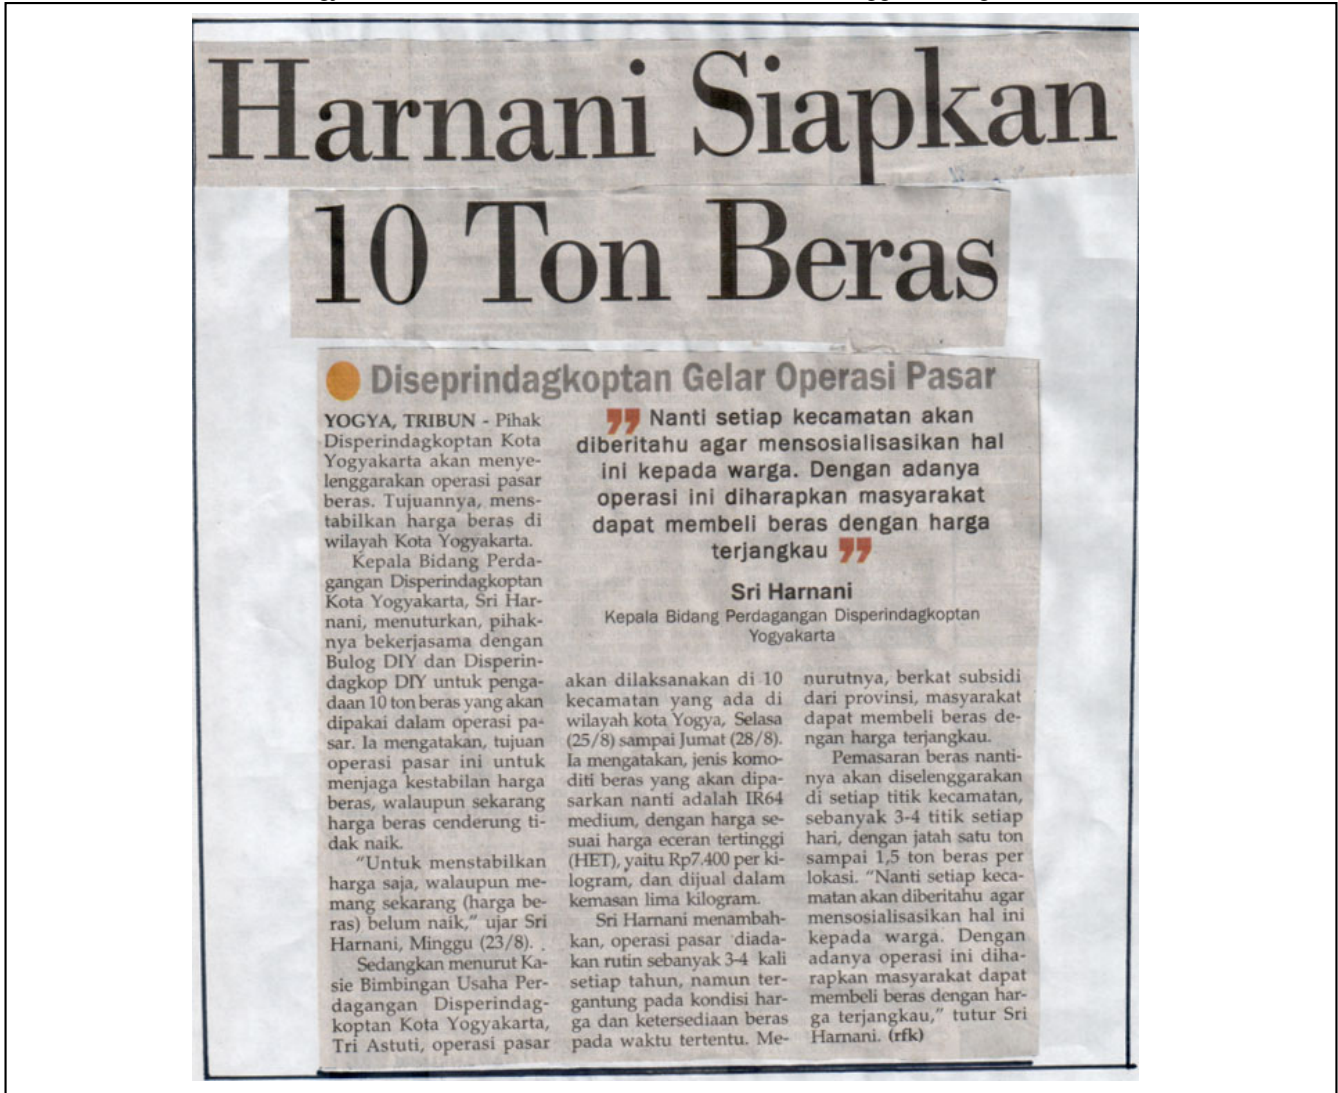 Harnani Siapkan
10 Ton Beras
Diseprindagkoptan Gelar Operasi Pasar
YOGYA, TRIBUN - Pihak
Disperindagkoptan Kota
Yogyakarta akan menye-
lenggarakan operasi pasar
beras. Tujuannya, mens-
tabilkan harga beras di
wilayah Kota Yogyakarta.
Kepala Bidang Perda-
gangan Disperindagkoptan
Kota Yogyakarta, Sri Har-
nani, menuturkan, pihak-
nya bekerjasama dengan
Bulog DIY dan Disperin-
dagkop DIY untuk penga-
daan 10 ton beras yang akan
dipakai dalam operasi pa-
sar. Ia mengatakan, tujuan
operasi pasar ini untuk
menjaga kestabilan harga
beras, walaupun sekarang
harga beras cenderung ti-
dak naik.
"Untuk menstabilkan
harga saja, walaupun me-
mang sekarang (harga be-
ras) belum naik," ujar Sri
Harnani, Minggu (23/8).
Sedangkan menurut Ka-
sie Bimbingan Usaha Per-
dagangan Disperindag-
koptan Kota Yogyakarta,
Tri Astuti, operasi pasar
" Nanti setiap kecamatan akan
diberitahu agar mensosialisasikan hal
ini kepada warga. Dengan adanya
operasi ini diharapkan masyarakat
dapat membeli beras dengan harga
terjangkau "
Sri Harnani
Kepala Bidang Perdagangan Disperindagkoptan
Yogyakarta
akan dilaksanakan di 10
kecamatan yang ada di
wilayah kota Yogya, Selasa
(25/8) sampai Jumat (28/8).
Ia mengatakan, jenis komo-
diti beras yang akan dipa-
sarkan nanti adalah IR64
medium, dengan harga se-
suai harga eceran tertinggi
(HET), yaitu Rp7.400 per ki-
logram, dan dijual dalam
kemasan lima kilogram.
Sri Harnani menambah-
kan, operasi pasar diada-
kan rutin sebanyak 3-4 kali
setiap tahun, namun ter-
gantung pada kondisi har-
ga dan ketersediaan beras
pada waktu tertentu. Me-
nurutnya, berkat subsidi
dari provinsi, masyarakat
dapat membeli beras de-
ngan harga terjangkau.
Pemasaran beras nanti-
nya akan diselenggarakan
di setiap titik kecamatan,
sebanyak 3-4 titik setiap
hari, dengan jatah satu ton
sampai 1,5 ton beras per
lokasi. "Nanti setiap keca-
matan akan diberitahu agar
mensosialisasikan hal ini
kepada warga. Dengan
adanya operasi ini diha-
rapkan masyarakat dapat
membeli beras dengan har-
ga terjangkau," tutur Sri
Harnani. (rfk)